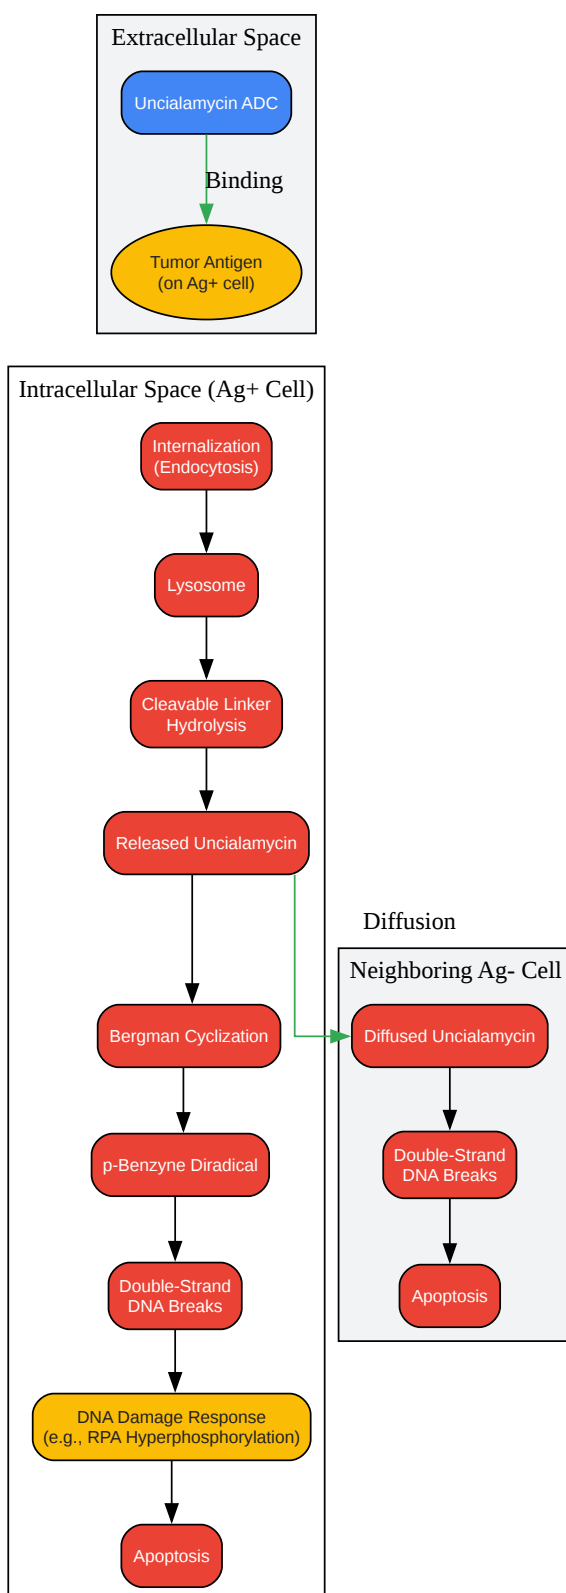 Extracellular Space
Uncialamycin ADC
Binding
Tumor Antigen
(on Ag+ cell)
Intracellular Space (Ag+ Cell)
Internalization
(Endocytosis)
Lysosome
Cleavable Linker
Hydrolysis
Released Uncialamycin
Diffusion
Neighboring Ag- Cell
Bergman Cyclization
Diffused Uncialamycin
p-Benzyne Diradical
Double-Strand
DNA Breaks
Double-Strand
DNA Breaks
Apoptosis
DNA Damage Response
(e.g., RPA Hyperphosphorylation)
Apoptosis